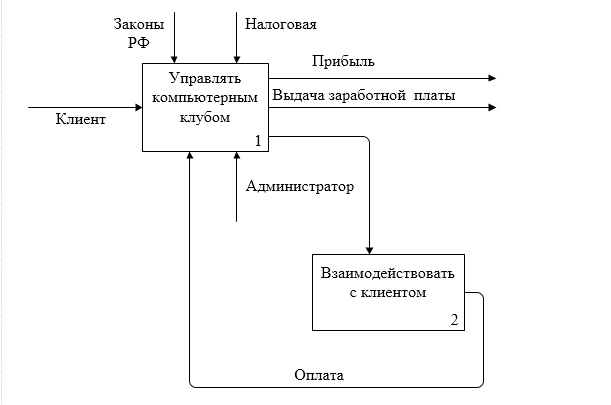 Законы
РФ
Налоговая
Прибыль
Управлять
компьютерным
клубом
1
Выдача заработной платы
Клиент
Администратор
Взаимодействовать
с клиентом
2
Оплата